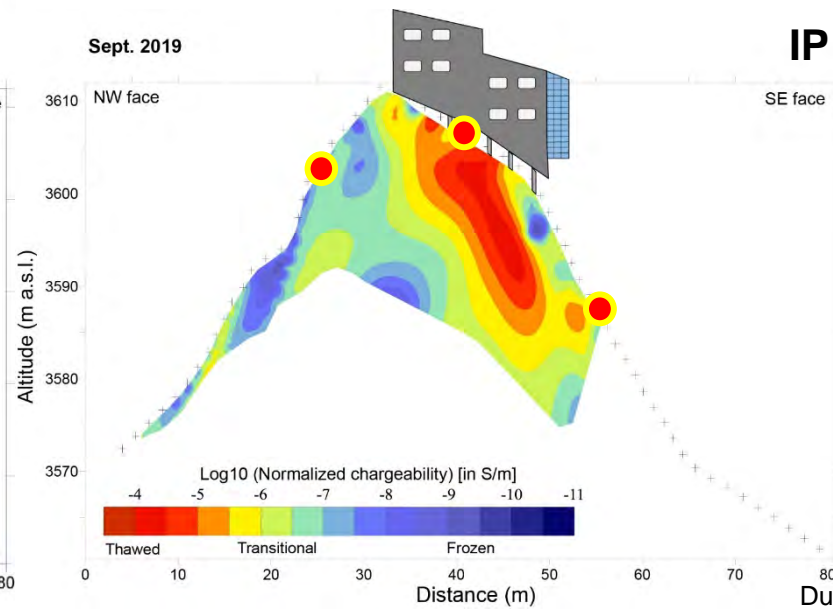 Sept. 2019
IP
NW face
SE face
3610
3600
3590
3580
3570
Altitude (m a.s.l.)
Log10 (Normalized chargeability) [in S/m]
-4 -5 -6 -7 -8 -9 -10 -11
Thawed Transitional Frozen
80 0 10 20 30 40 50 60 70 80
Distance (m)
Du